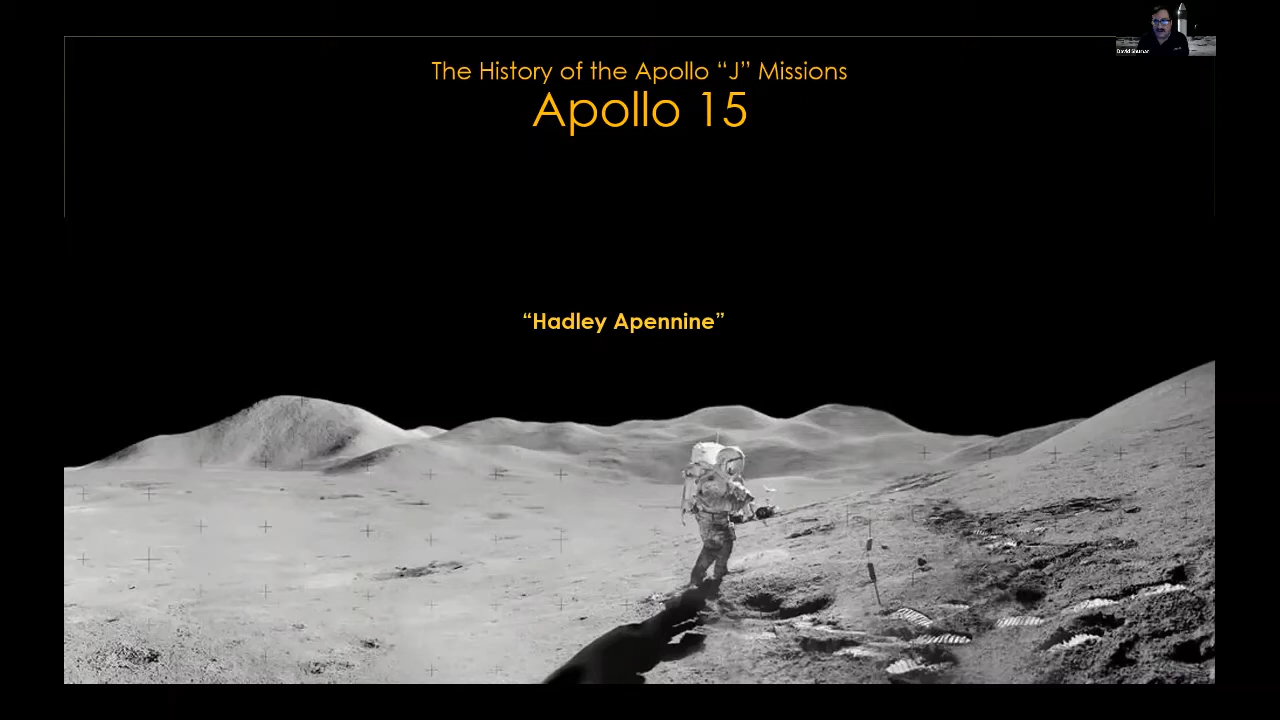 The History of the Apollo “J” Missions
Apollo 15
“Hadley Apennine”